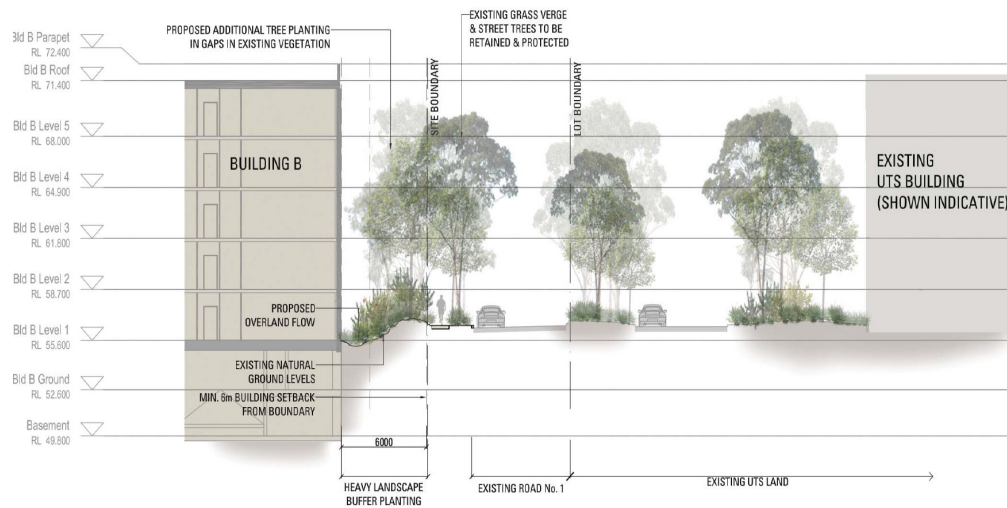 Bld B Parapet
RL 72.400
Bld B Roof
RL 71.400
Bld B Level 5
RL 68.000
Bld B Level 4
RL 64.900
Bld B Level 3
RL 61.800
Bld B Level 2
RL 58.700
Bld B Level 1
RL 55.600
Bld B Ground
RL 52.600
Basement
RL 49.800
PROPOSED ADDITIONAL TREE PLANTING
IN GAPS IN EXISTING VEGETATION
EXISTING GRASS VERGE
& STREET TREES TO BE
RETAINED & PROTECTED
SITE BOUNDARY
LOT BOUNDARY
BUILDING B
EXISTING
UTS BUILDING
(SHOWN INDICATIVE)
PROPOSED
OVERLAND FLOW
EXISTING NATURAL
GROUND LEVELS
MIN. 6m BUILDING SETBACK
FROM BOUNDARY
6000
HEAVY LANDSCAPE
BUFFER PLANTING
EXISTING ROAD No. 1
EXISTING UTS LAND